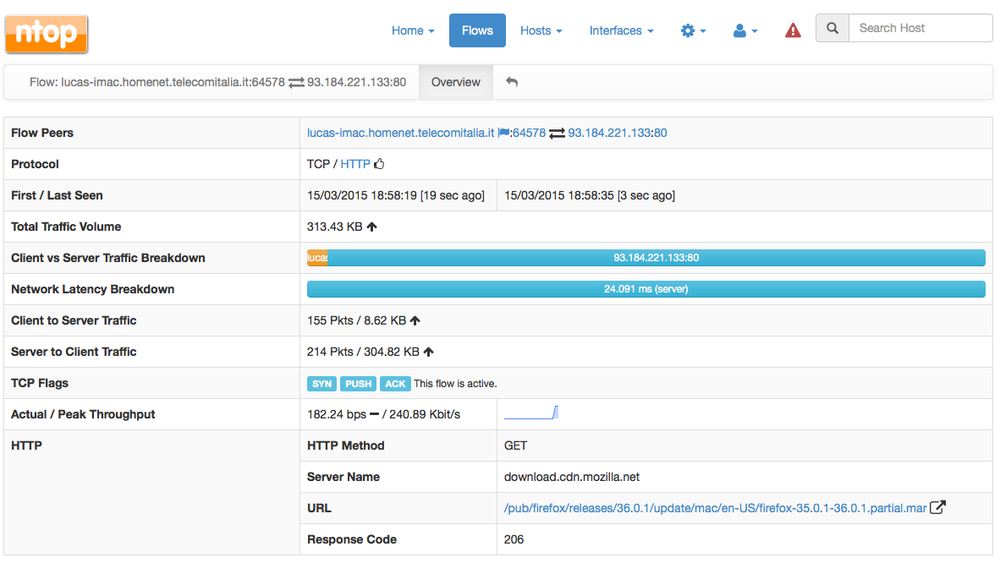 ntop
Home Flows Hosts Interfaces Search Host
Flow: lucas-imac.homenet.telecomitalia.it:64578 93.184.221.133:80 Overview
Flow Peers lucas-imac.homenet.telecomitalia.it :64578 93.184.221.133:80
Protocol TCP / HTTP
First / Last Seen 15/03/2015 18:58:19 [19 sec ago] 15/03/2015 18:58:35 [3 sec ago]
Total Traffic Volume 313.43 KB
Client vs Server Traffic Breakdown lucas 93.184.221.133:80
Network Latency Breakdown 24.091 ms (server)
Client to Server Traffic 155 Pkts / 8.62 KB
Server to Client Traffic 214 Pkts / 304.82 KB
TCP Flags SYN PUSH ACK This flow is active.
Actual / Peak Throughput 182.24 bps — / 240.89 Kbit/s
HTTP HTTP Method GET
Server Name download.cdn.mozilla.net
URL /pub/firefox/releases/36.0.1/update/mac/en-US/firefox-35.0.1-36.0.1.partial.mar
Response Code 206